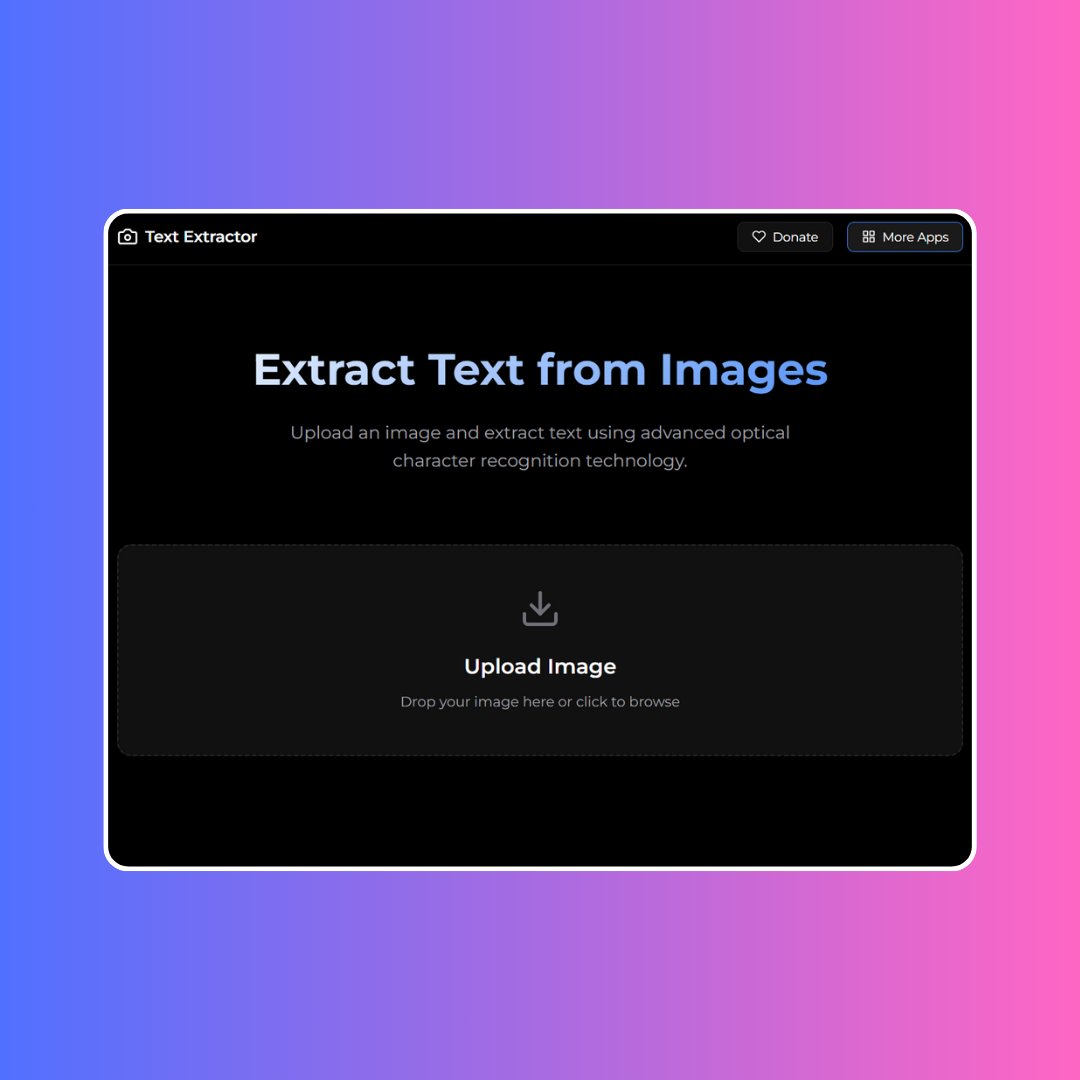 Text Extractor
Donate
More Apps
Extract Text from Images
Upload an image and extract text using advanced optical
character recognition technology.
Upload Image
Drop your image here or click to browse